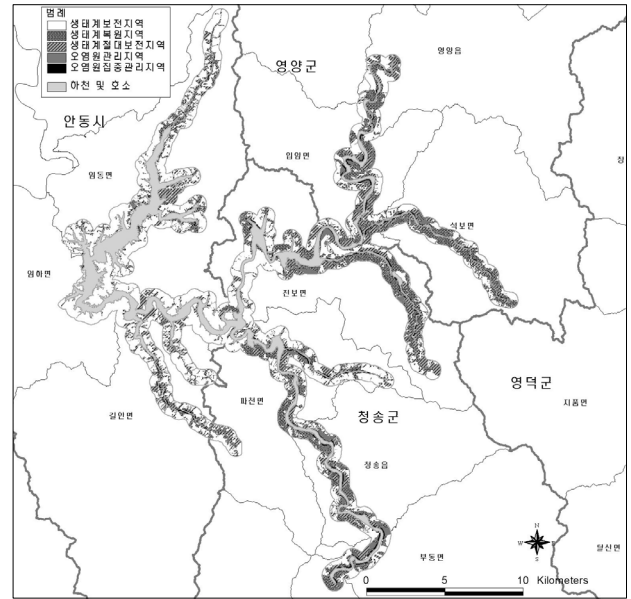 범례
생태계보전지역
생태계복원지역
생태계절대보전지역
오염원관리지역
오염원집중관리지역
하천 및 호소
영양군
영양읍
안동시
임동면
입암면
석보면
임하면
진보면
영덕군
길안면
파천면
청송군
지품면
청송읍
부동면
달산면
N
W E
S
0 5 10 Kilometers